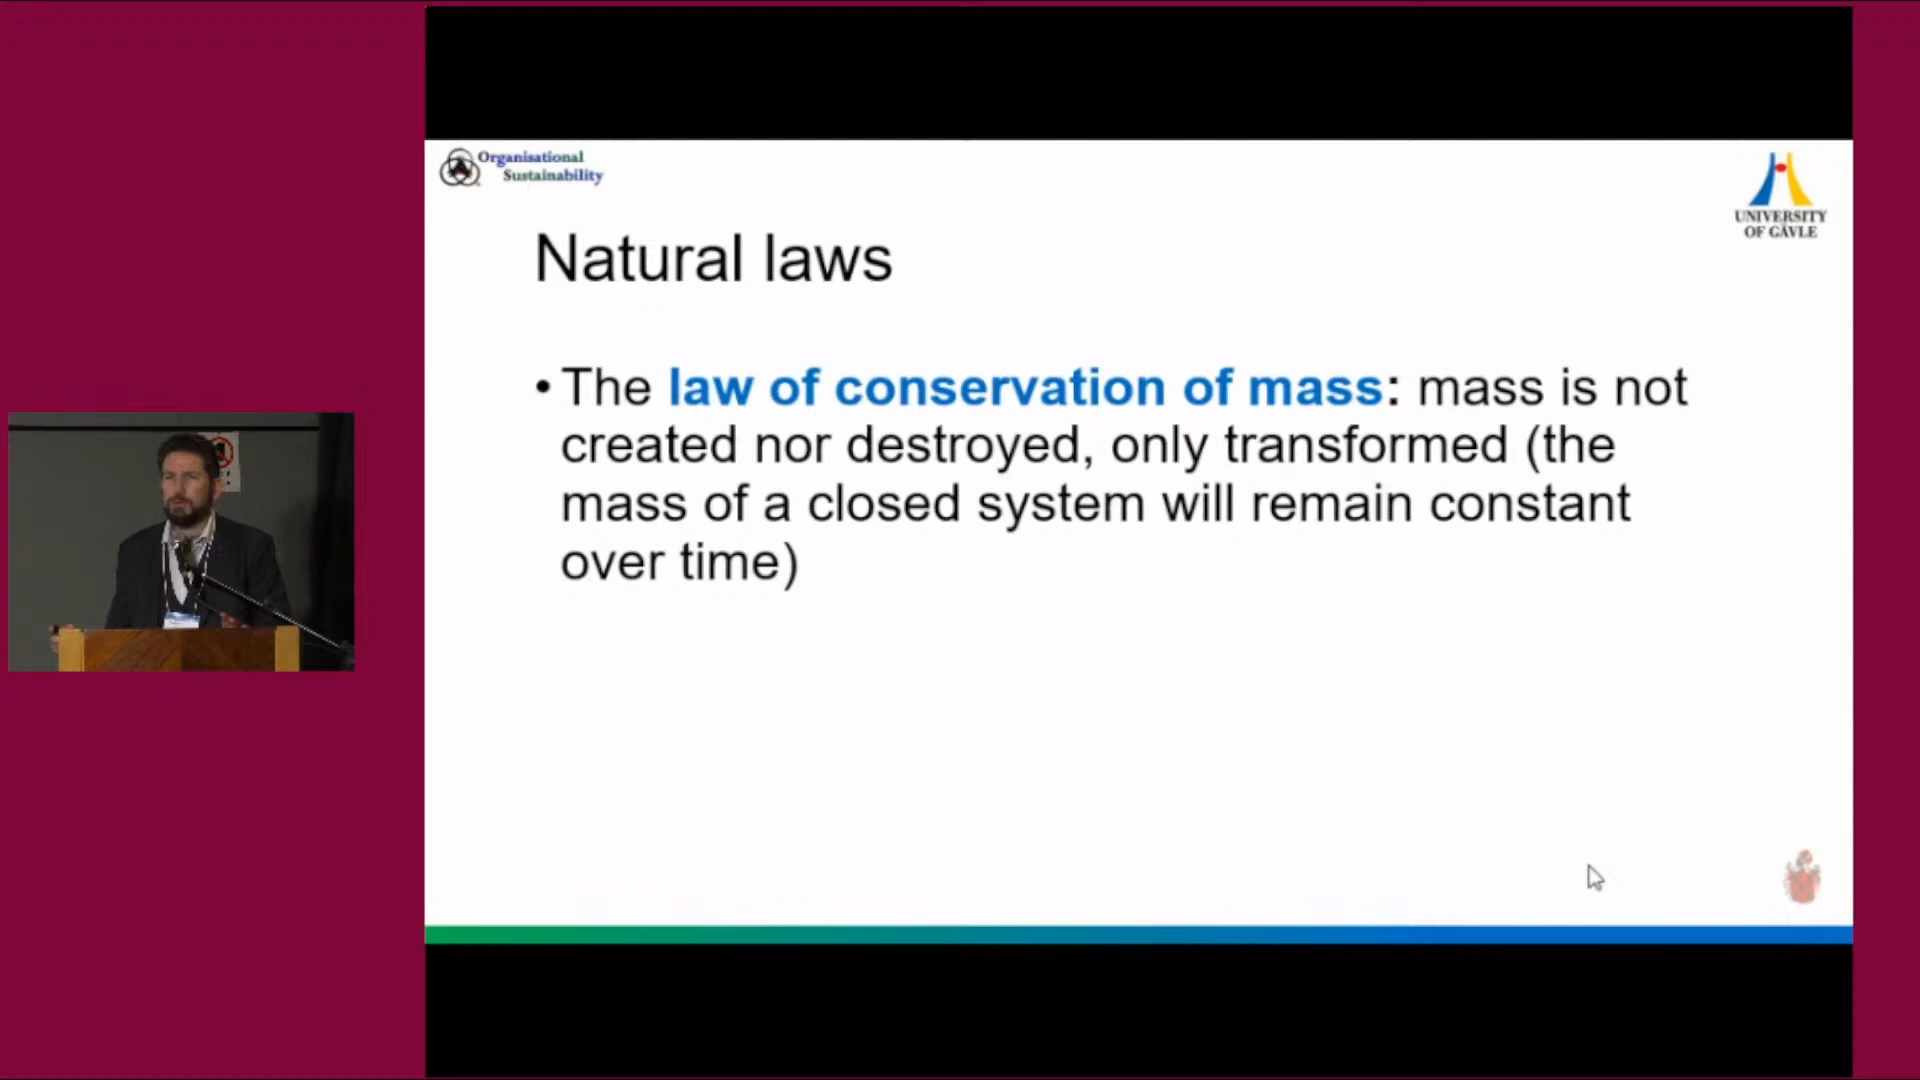 Organisational
Sustainability
UNIVERSITY
OF GÄVLE
Natural laws
• The law of conservation of mass: mass is not
created nor destroyed, only transformed (the
mass of a closed system will remain constant
over time)